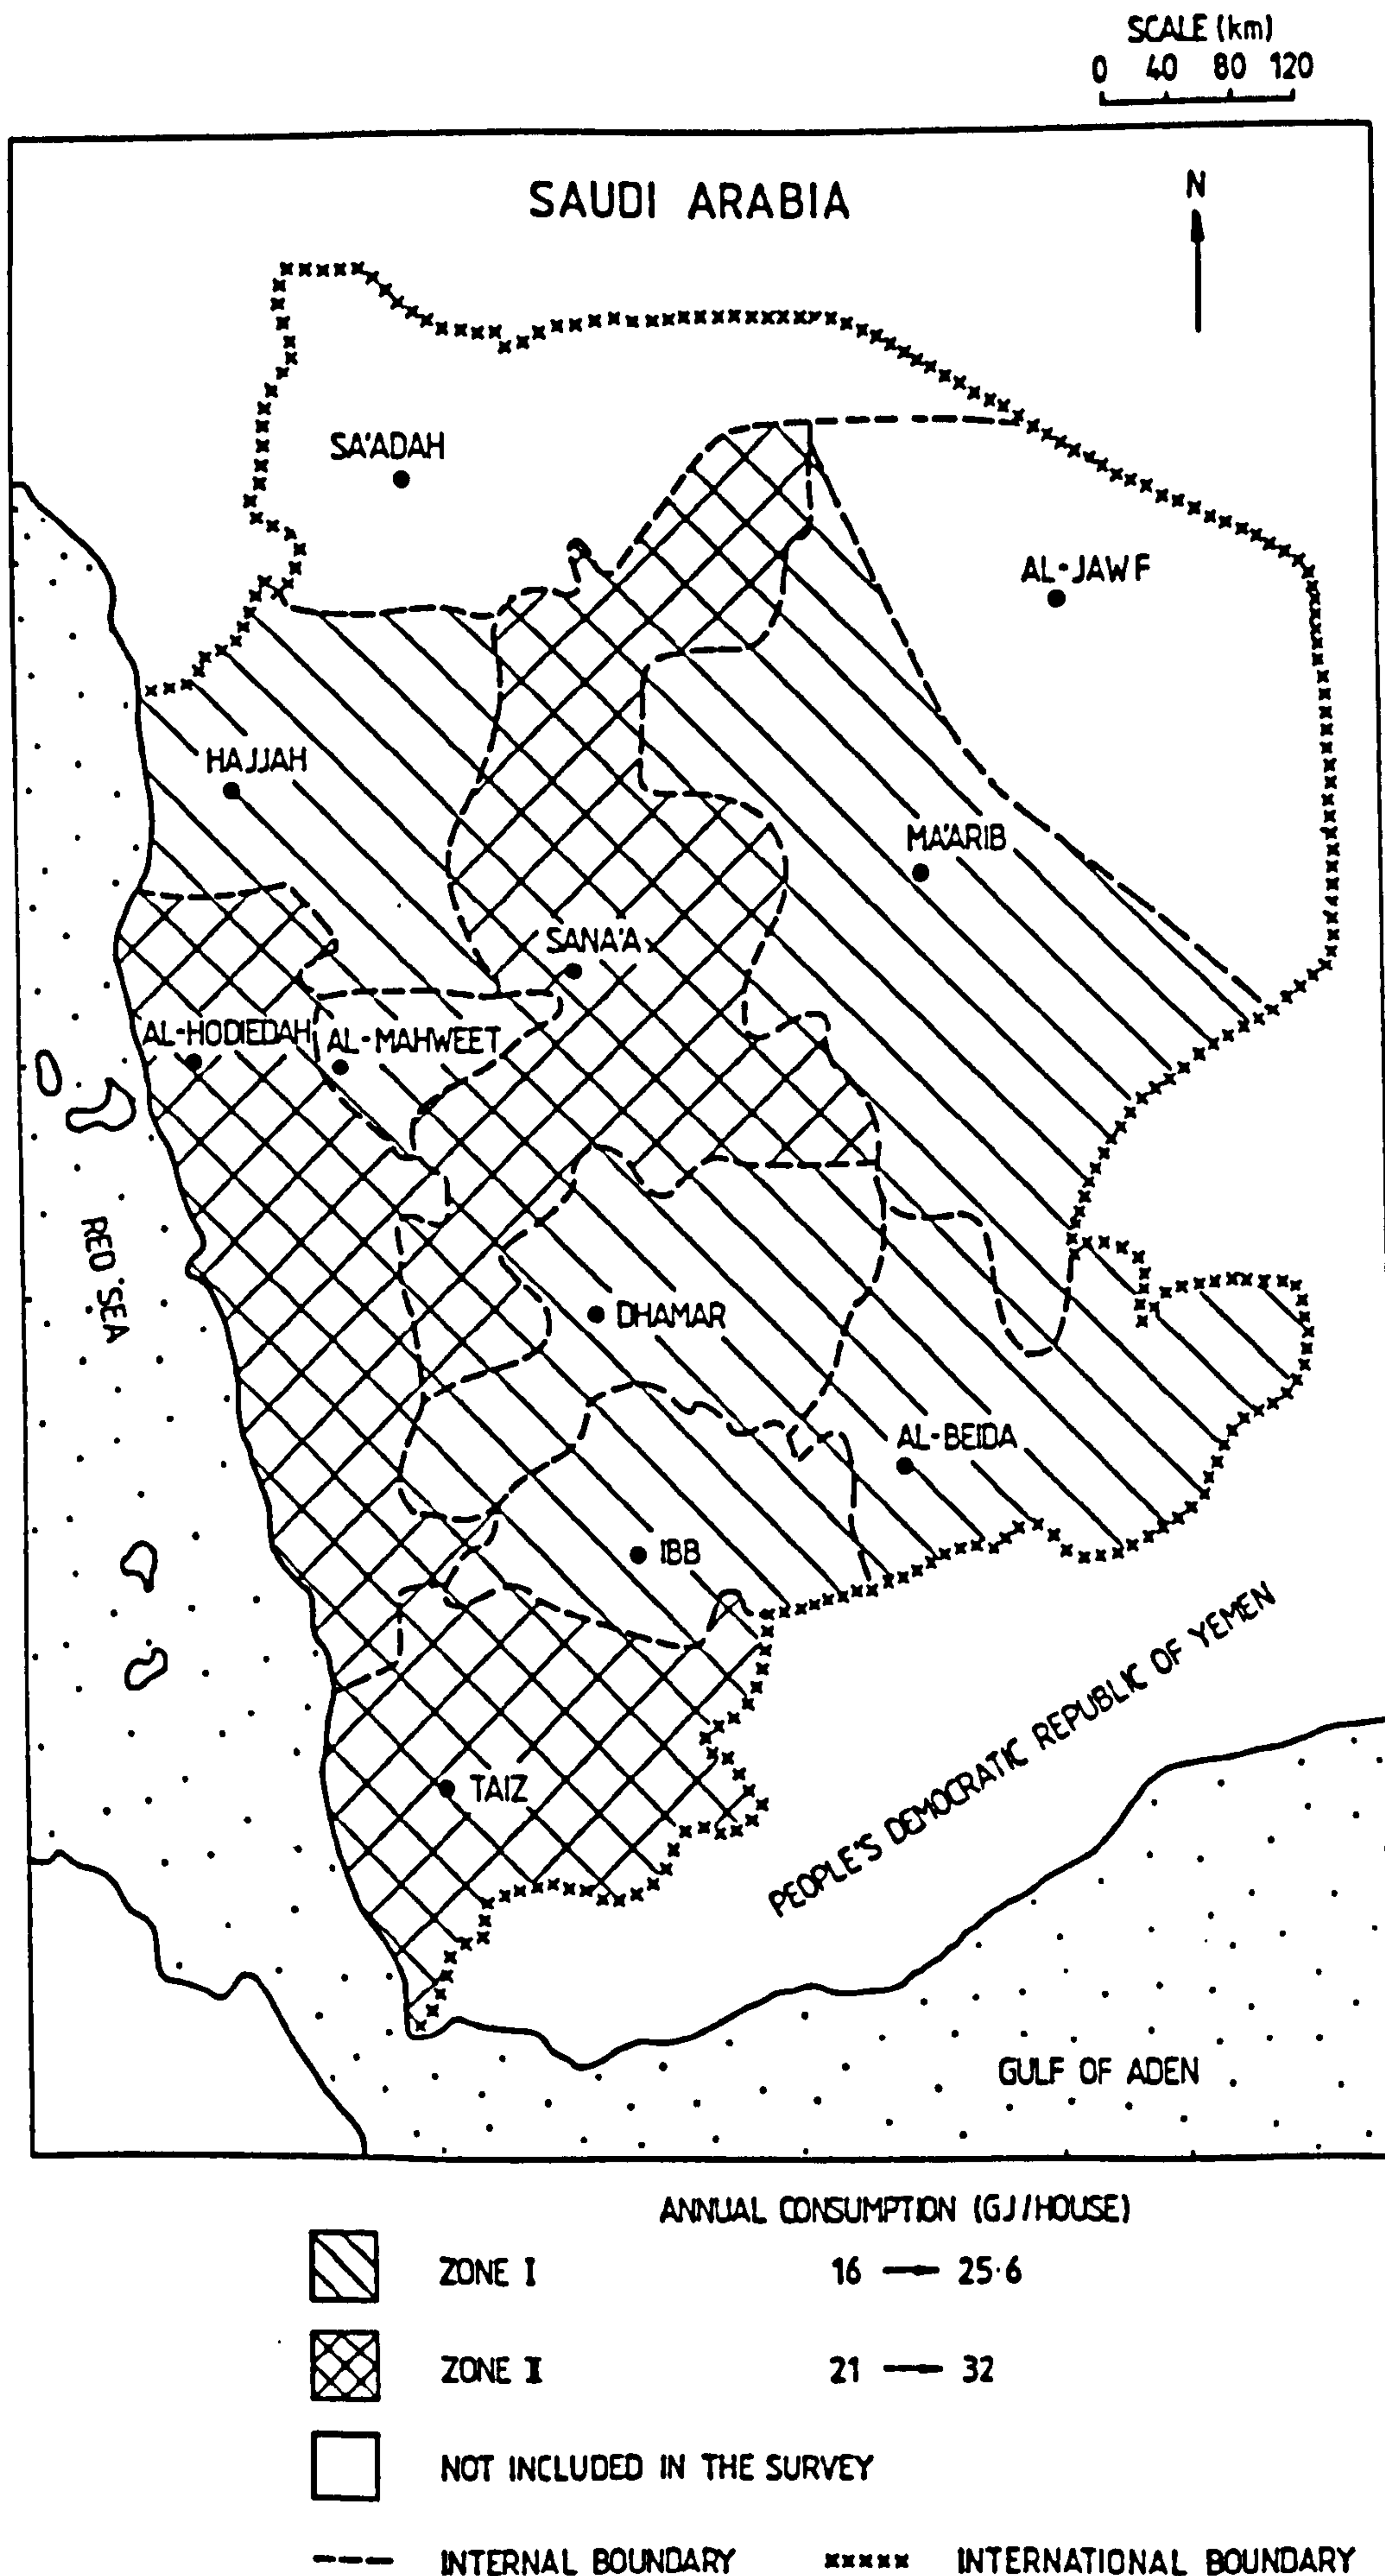 SCALE (km)
0 40 80 120
SAUDI ARABIA
N
SA'ADAH
AL-JAWF
HAJJAH
MA'ARIB
SANA'A
AL-HODIEDAH
AL-MAHWEET
RED SEA
DHAMAR
AL-BEIDA
IBB
TAIZ
PEOPLE'S DEMOCRATIC REPUBLIC OF YEMEN
GULF OF ADEN
ANNUAL CONSUMPTION (GJ/HOUSE)
ZONE I 16 → 25·6
ZONE II 21 → 32
NOT INCLUDED IN THE SURVEY
INTERNAL BOUNDARY INTERNATIONAL BOUNDARY